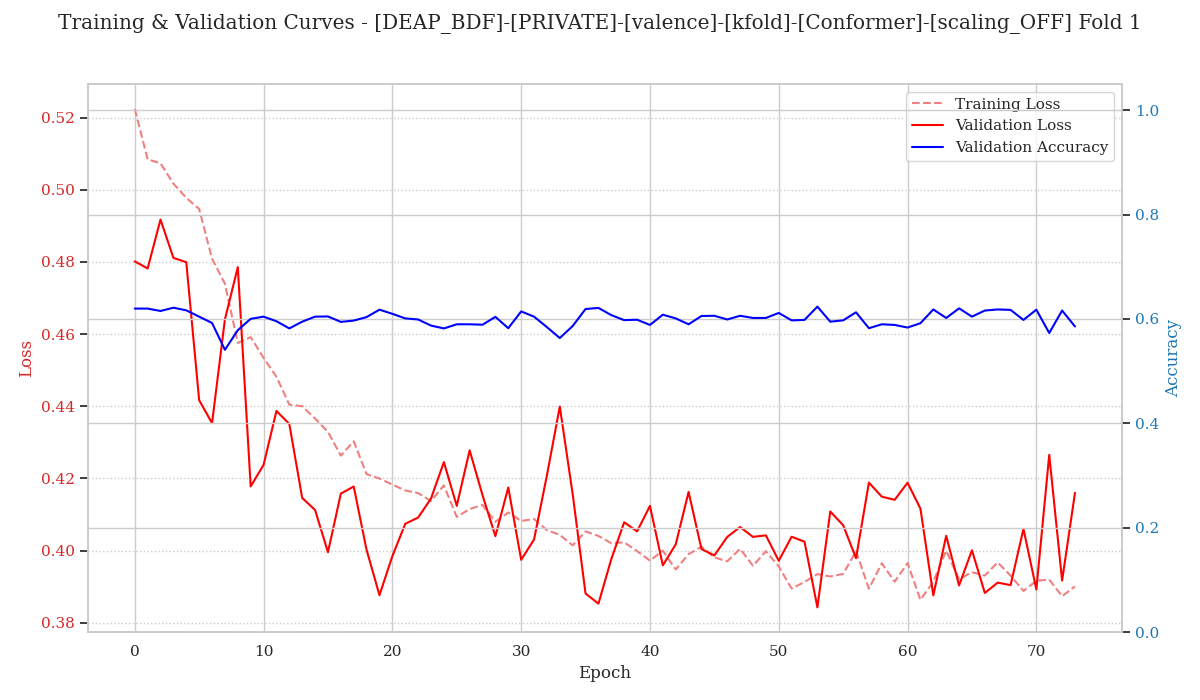 Training & Validation Curves - [DEAP_BDF]-[PRIVATE]-[valence]-[kfold]-[Conformer]-[scaling_OFF] Fold 1
Training Loss
Validation Loss
Validation Accuracy
Loss
0.52
0.50
0.48
0.46
0.44
0.42
0.40
0.38
1.0
0.8
0.6
0.4
0.2
0.0
Accuracy
0 10 20 30 40 50 60 70
Epoch